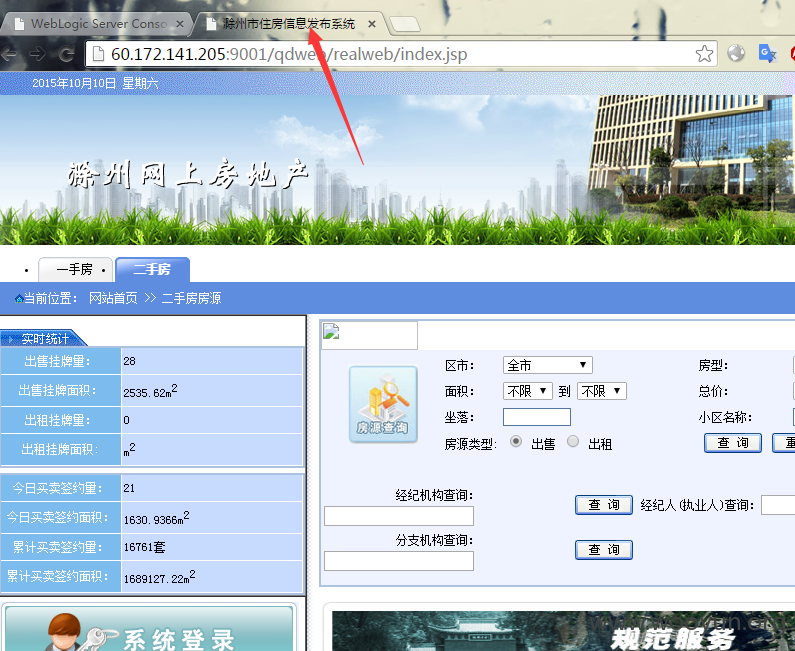 WebLogic Server Conso × 滁州市住房信息发布系统 ×
60.172.141.205:9001/qdweb/realweb/index.jsp
2015年10月10日 星期六
滁州网上房地产
一手房 · 二手房
当前位置: 网站首页 >> 二手房房源
实时统计
出售挂牌量: 28
出售挂牌面积: 2535.62m2
出租挂牌量: 0
出租挂牌面积: m2
今日买卖签约量: 21
今日买卖签约面积: 1630.9366m2
累计买卖签约量: 16761套
累计买卖签约面积: 1689127.22m2
系统登录
房源查询
区市: 全市 房型:
面积: 不限 到 不限 总价:
坐落: 小区名称:
房源类型: 出售 出租 查询 重
经纪机构查询: 查询 经纪人(执业人)查询:
分支机构查询: 查询
规范服务